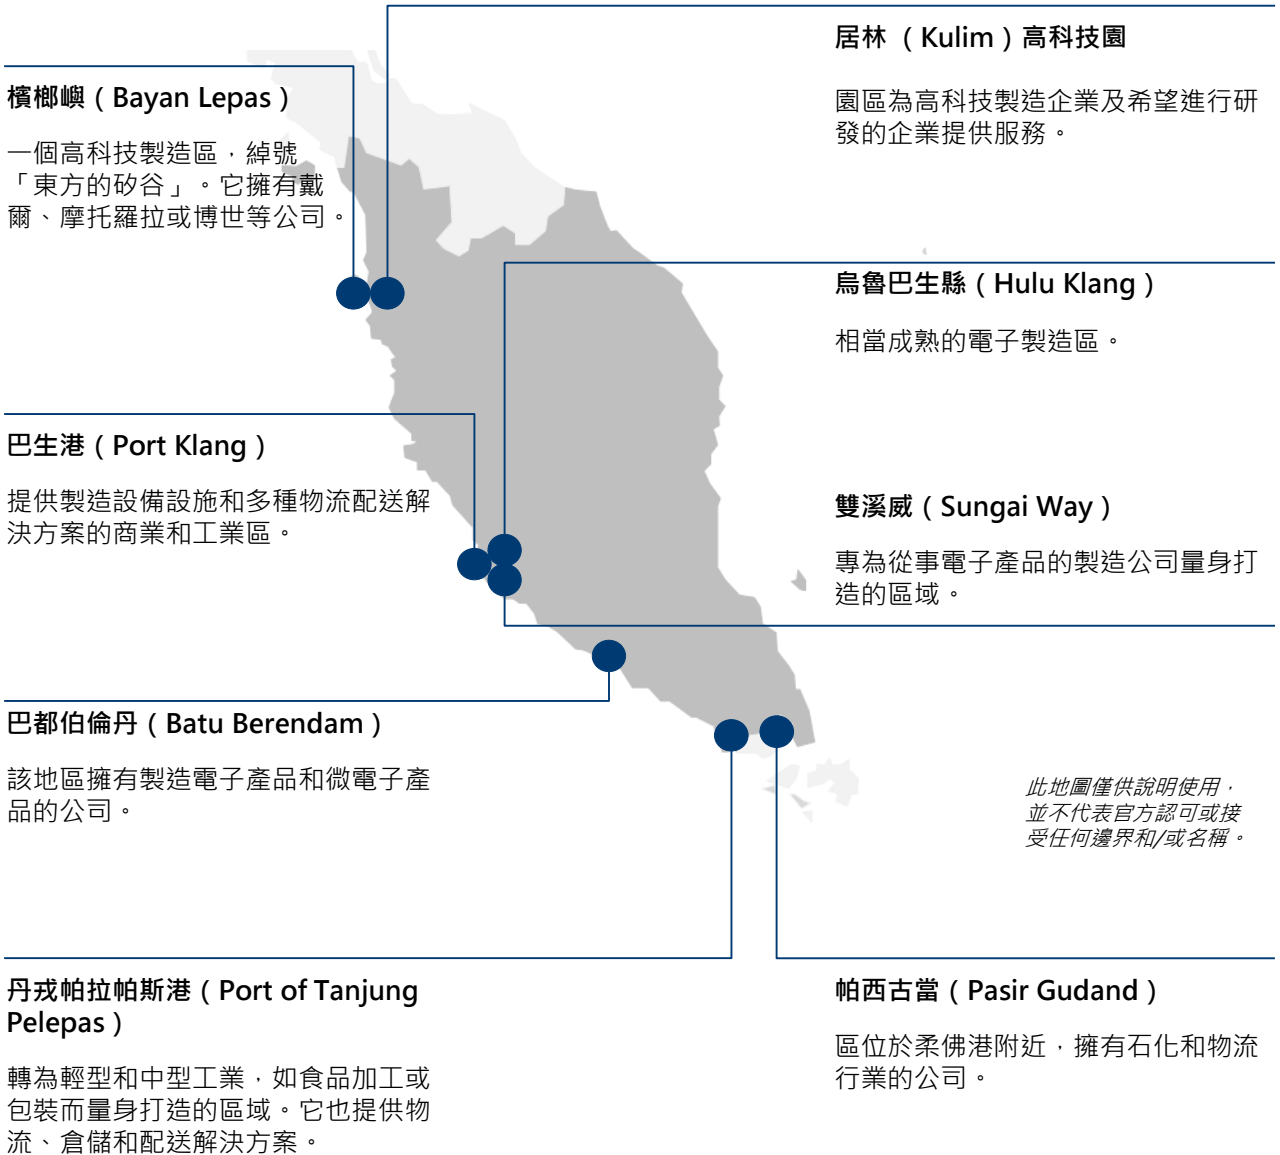 檳榔嶼（Bayan Lepas）
一個高科技製造區，綽號
「東方的矽谷」。它擁有戴
爾、摩托羅拉或博世等公司。
居林 （Kulim）高科技園
園區為高科技製造企業及希望進行研
發的企業提供服務。
烏魯巴生縣（Hulu Klang）
相當成熟的電子製造區。
巴生港（Port Klang）
提供製造設備設施和多種物流配送解
決方案的商業和工業區。
雙溪威（Sungai Way）
專為從事電子產品的製造公司量身打
造的區域。
巴都伯倫丹（Batu Berendam）
該地區擁有製造電子產品和微電子產
品的公司。
此地圖僅供說明使用，
並不代表官方認可或接
受任何邊界和/或名稱。
丹戎帕拉帕斯港（Port of Tanjung
Pelepas）
轉為輕型和中型工業，如食品加工或
包裝而量身打造的區域。它也提供物
流、倉儲和配送解決方案。
帕西古當（Pasir Gudand）
區位於柔佛港附近，擁有石化和物流
行業的公司。